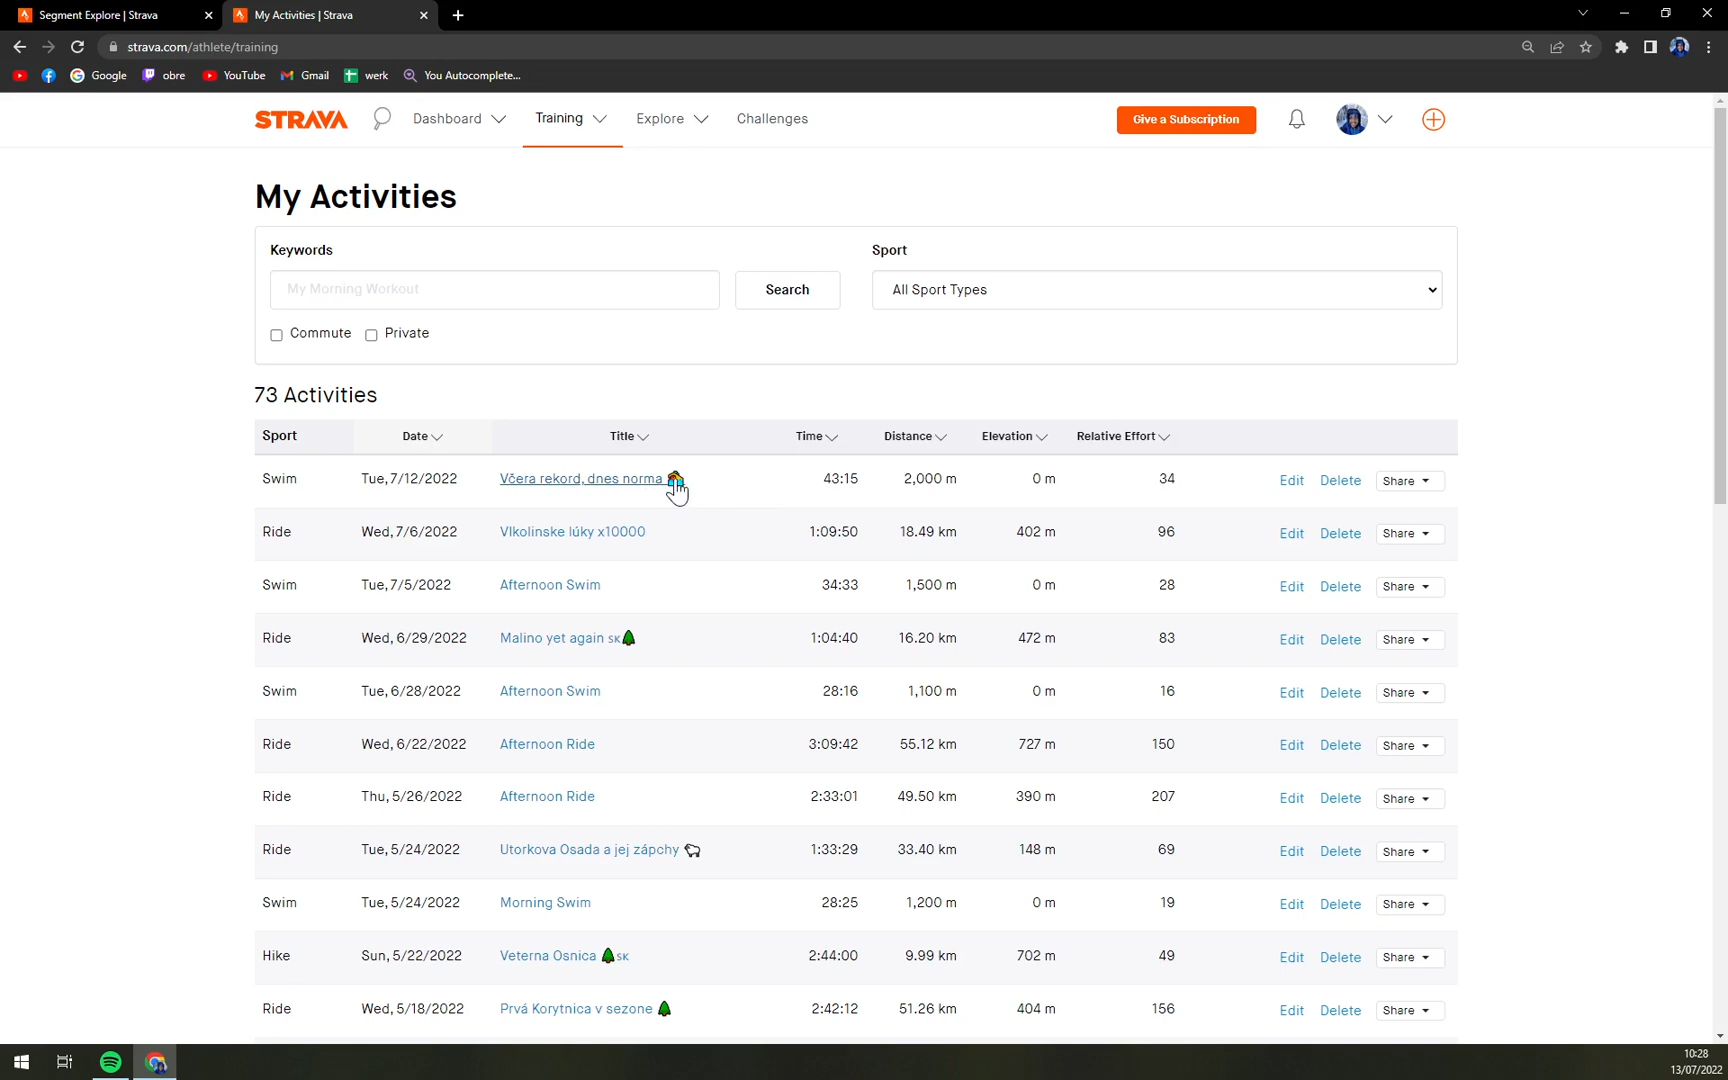 Segment Explore | Strava
My Activities | Strava
strava.com/athlete/training
Google
obre
YouTube
Gmail
werk
You Autocomplete...
STRAVA
Dashboard
Training
Explore
Challenges
Give a Subscription
My Activities
Keywords
Sport
My Morning Workout
Search
All Sport Types
Commute
Private
73 Activities
Sport Date Title Time Distance Elevation Relative Effort
Swim Tue, 7/12/2022 Včera rekord, dnes norma 43:15 2,000 m 0 m 34 Edit Delete Share
Ride Wed, 7/6/2022 Vlkolinske lúky x10000 1:09:50 18.49 km 402 m 96 Edit Delete Share
Swim Tue, 7/5/2022 Afternoon Swim 34:33 1,500 m 0 m 28 Edit Delete Share
Ride Wed, 6/29/2022 Malino yet again SK🌲 1:04:40 16.20 km 472 m 83 Edit Delete Share
Swim Tue, 6/28/2022 Afternoon Swim 28:16 1,100 m 0 m 16 Edit Delete Share
Ride Wed, 6/22/2022 Afternoon Ride 3:09:42 55.12 km 727 m 150 Edit Delete Share
Ride Thu, 5/26/2022 Afternoon Ride 2:33:01 49.50 km 390 m 207 Edit Delete Share
Ride Tue, 5/24/2022 Utorkova Osada a jej zápchy 🐑 1:33:29 33.40 km 148 m 69 Edit Delete Share
Swim Tue, 5/24/2022 Morning Swim 28:25 1,200 m 0 m 19 Edit Delete Share
Hike Sun, 5/22/2022 Veterna Osnica 🌲SK 2:44:00 9.99 km 702 m 49 Edit Delete Share
Ride Wed, 5/18/2022 Prvá Korytnica v sezone 🌲 2:42:12 51.26 km 404 m 156 Edit Delete Share
10:28
13/07/2022